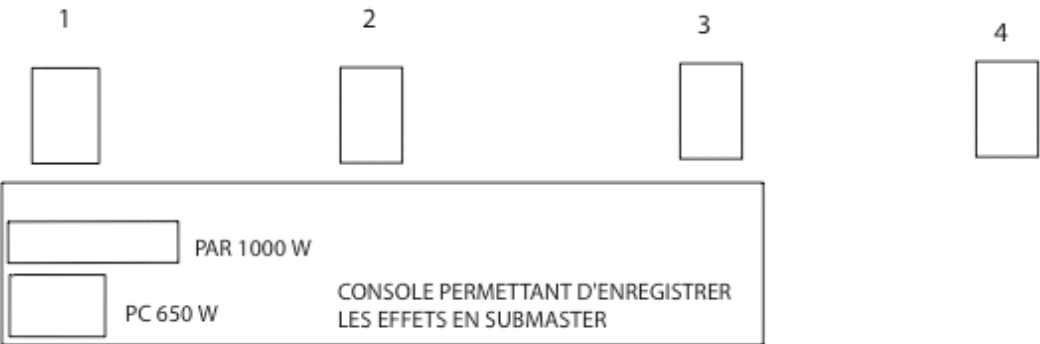 1 2 3 4
PAR 1000 W
PC 650 W
CONSOLE PERMETTANT D'ENREGISTRER
LES EFFETS EN SUBMASTER